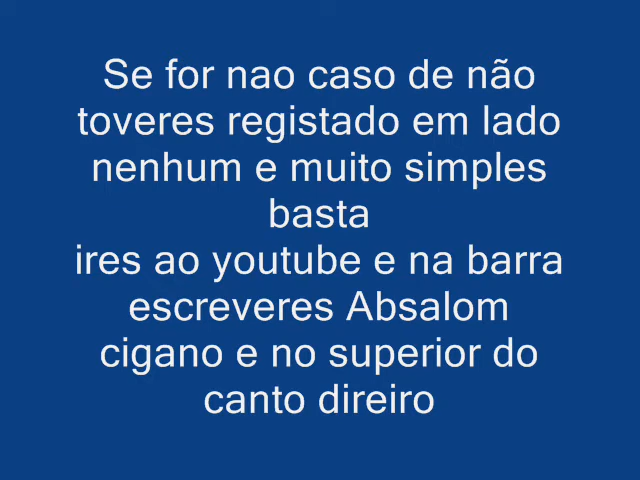 Se for nao caso de não
toveres registado em lado
nenhum e muito simples
basta
ires ao youtube e na barra
escreveres Absalom
cigano e no superior do
canto direiro